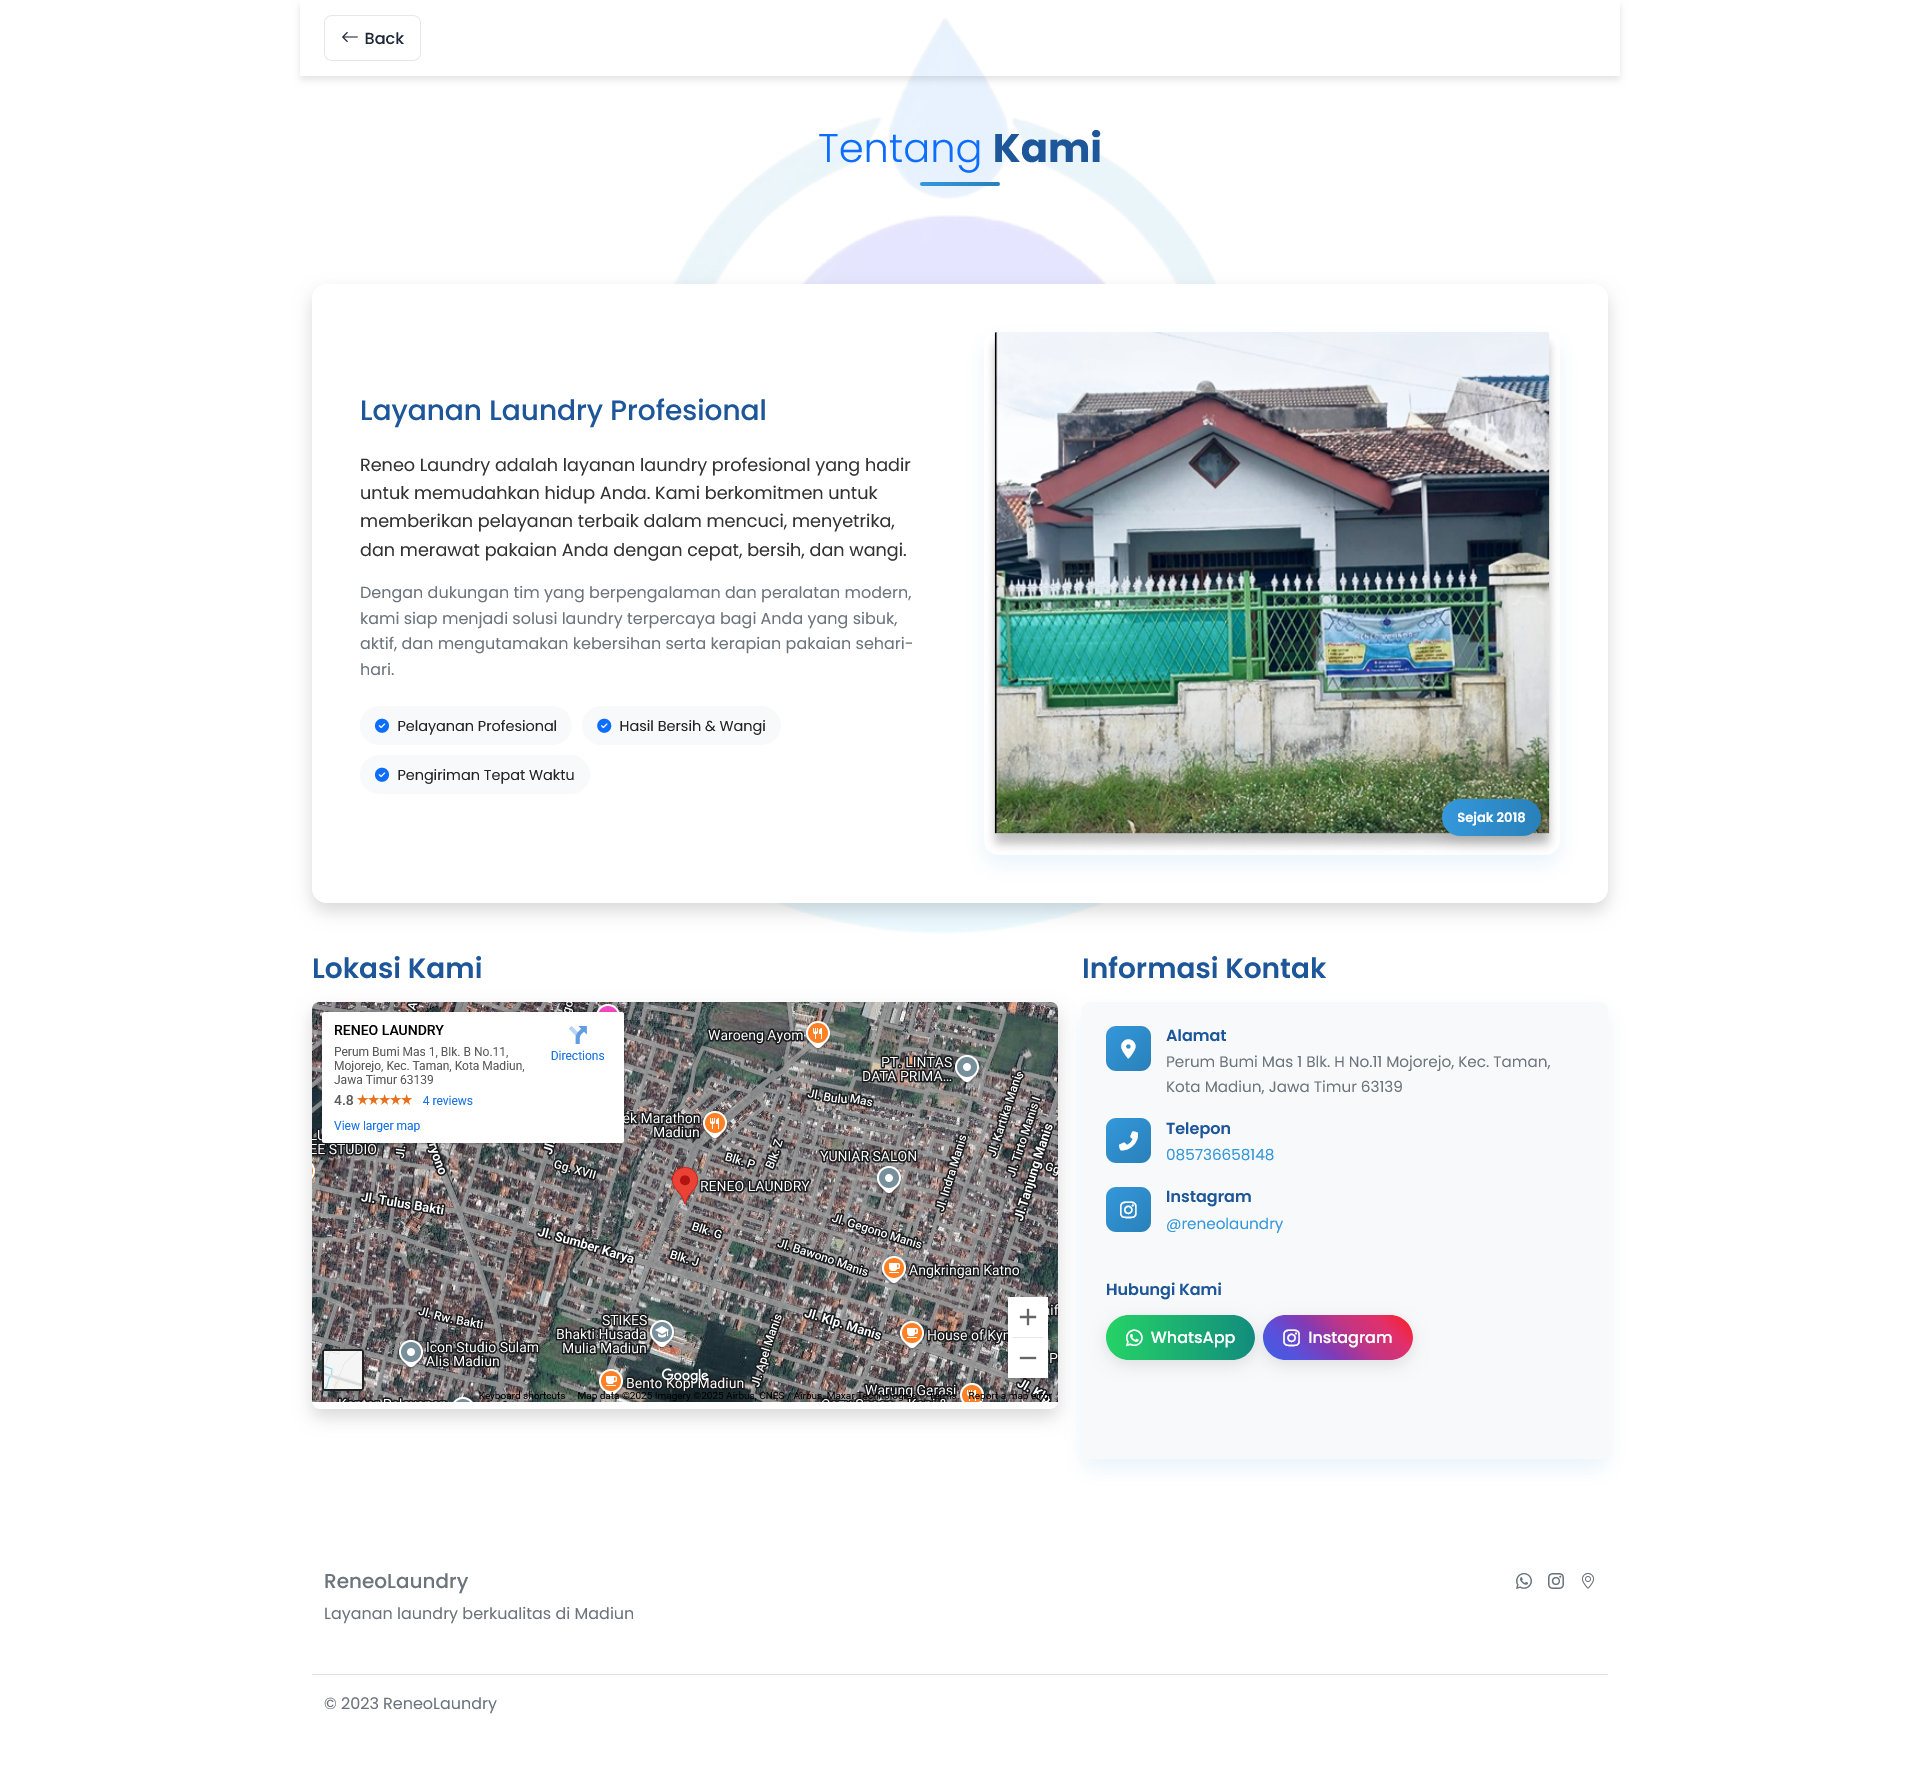 Back
Tentang Kami
Layanan Laundry Profesional
Reneo Laundry adalah layanan laundry profesional yang hadir
untuk memudahkan hidup Anda. Kami berkomitmen untuk
memberikan pelayanan terbaik dalam mencuci, menyetrika,
dan merawat pakaian Anda dengan cepat, bersih, dan wangi.
Dengan dukungan tim yang berpengalaman dan peralatan modern,
kami siap menjadi solusi laundry terpercaya bagi Anda yang sibuk,
aktif, dan mengutamakan kebersihan serta kerapian pakaian sehari-
hari.
Pelayanan Profesional
Hasil Bersih & Wangi
Pengiriman Tepat Waktu
Sejak 2018
Lokasi Kami
RENEO LAUNDRY
Perum Bumi Mas 1, Blk. B No.11,
Mojorejo, Kec. Taman, Kota Madiun,
Jawa Timur 63139
4.8
4 reviews
View larger map
Directions
Waroeng Ayom
PT. LINTAS
DATA PRIMA...
Jl. Bulu Mas
Jl. Kartika Manis
Jl. Tirto Manis II
Jl. Tanjung Manis
Jl. Indra Manis
ek Marathon
Madiun
Blk. P
Blk. Z
YUNIAR SALON
EE STUDIO
Gg. XVII
RENEO LAUNDRY
Jl. Tulus Bakti
Blk. G
Jl. Gegono Manis
Jl. Sumber Karya
Jl. Bawono Manis
Blk. J
Angkringan Katno
Jl. Rw. Bakti
STIKES
Bhakti Husada
Mulia Madiun
Jl. Klp. Manis
House of Kyr
Icon Studio Sulam
Alis Madiun
Jl. Apel Manis
Google
Bento Kopi Madiun
Warung Gerasi
Keyboard shortcuts
Map data ©2025 Imagery ©2025 Airbus, CNES / Airbus, Maxar Technologies
Terms
Report a map error
Informasi Kontak
Alamat
Perum Bumi Mas 1 Blk. H No.11 Mojorejo, Kec. Taman,
Kota Madiun, Jawa Timur 63139
Telepon
085736658148
Instagram
@reneolaundry
Hubungi Kami
WhatsApp
Instagram
ReneoLaundry
Layanan laundry berkualitas di Madiun
© 2023 ReneoLaundry